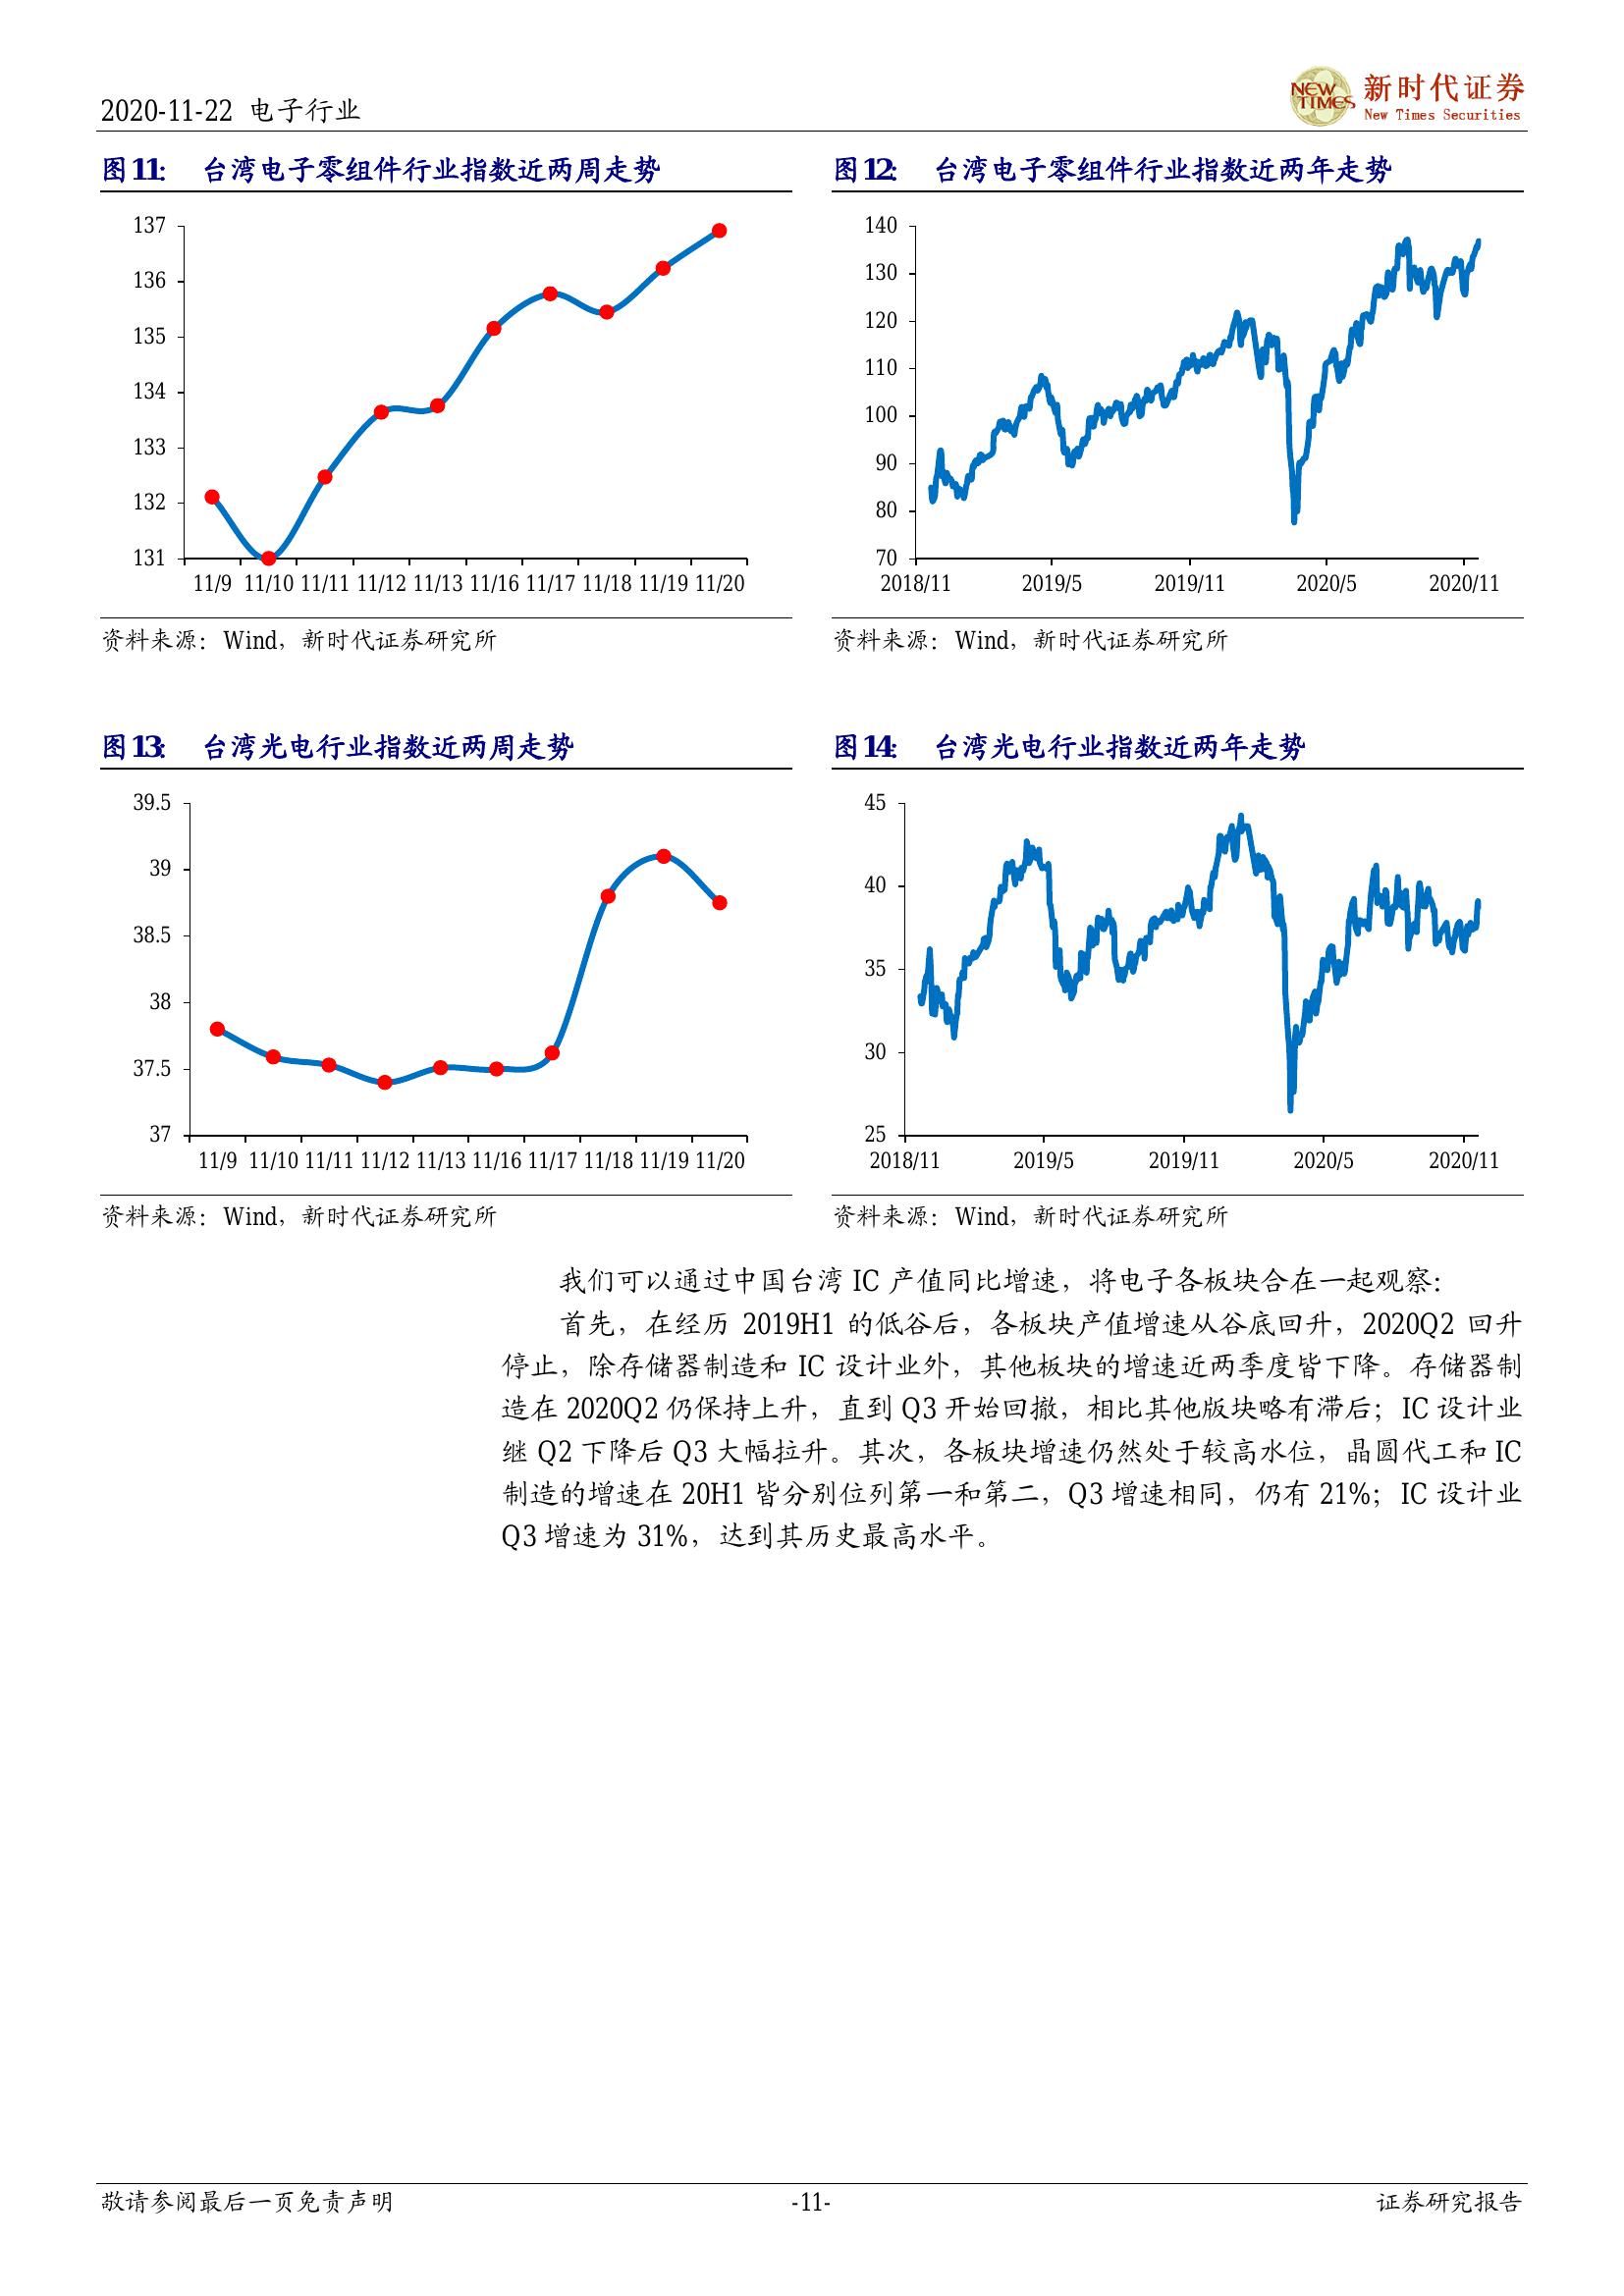 2020-11-22 电子行业
NEW TIMES
新时代证券
New Times Securities
图11: 台湾电子零组件行业指数近两周走势
137
136
135
134
133
132
131
11/9 11/10 11/11 11/12 11/13 11/16 11/17 11/18 11/19 11/20
资料来源：Wind，新时代证券研究所
图12: 台湾电子零组件行业指数近两年走势
140
130
120
110
100
90
80
70
2018/11 2019/5 2019/11 2020/5 2020/11
资料来源：Wind，新时代证券研究所
图13: 台湾光电行业指数近两周走势
39.5
39
38.5
38
37.5
37
11/9 11/10 11/11 11/12 11/13 11/16 11/17 11/18 11/19 11/20
资料来源：Wind，新时代证券研究所
图14: 台湾光电行业指数近两年走势
45
40
35
30
25
2018/11 2019/5 2019/11 2020/5 2020/11
资料来源：Wind，新时代证券研究所
我们可以通过中国台湾 IC 产值同比增速，将电子各板块合在一起观察：
首先，在经历 2019H1 的低谷后，各板块产值增速从谷底回升，2020Q2 回升
停止，除存储器制造和 IC 设计业外，其他板块的增速近两季度皆下降。存储器制
造在 2020Q2 仍保持上升，直到 Q3 开始回撤，相比其他版块略有滞后；IC 设计业
继 Q2 下降后 Q3 大幅拉升。其次，各板块增速仍然处于较高水位，晶圆代工和 IC
制造的增速在 20H1 皆分别位列第一和第二，Q3 增速相同，仍有 21%；IC 设计业
Q3 增速为 31%，达到其历史最高水平。
敬请参阅最后一页免责声明
-11-
证券研究报告